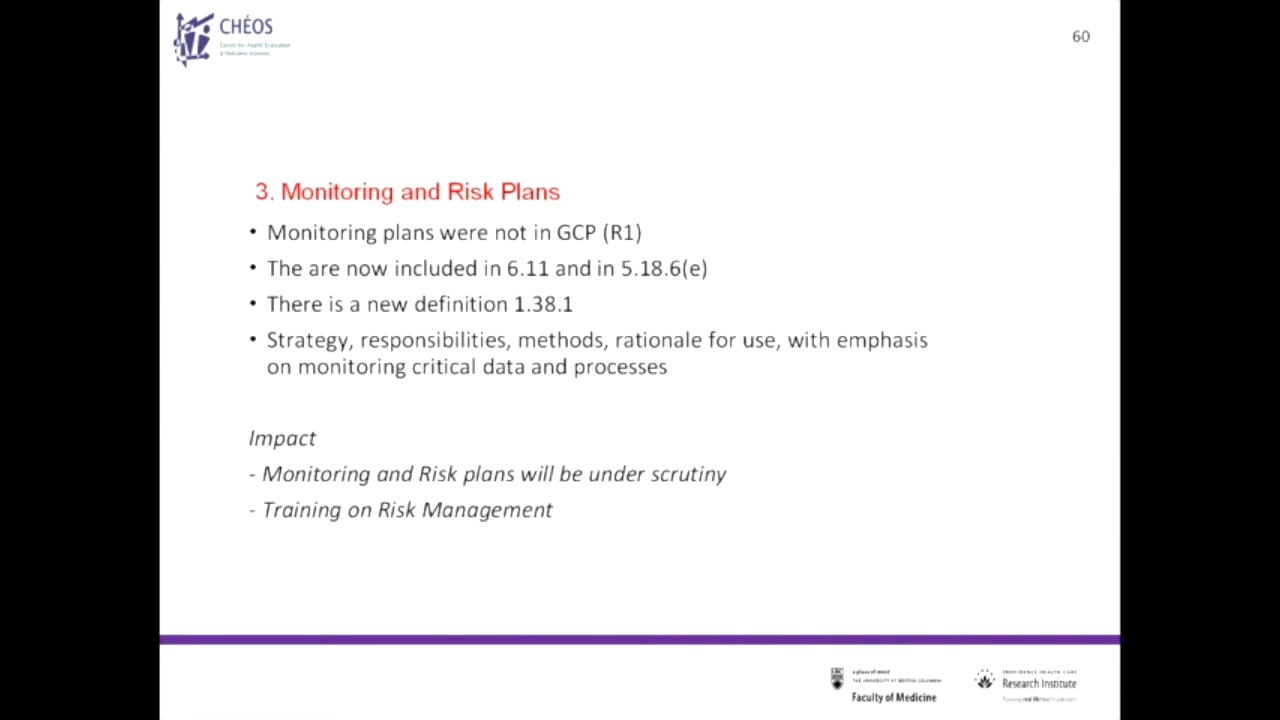 CHÉOS
Centre for Health Evaluation
& Outcome Sciences
60
3. Monitoring and Risk Plans
• Monitoring plans were not in GCP (R1)
• The are now included in 6.11 and in 5.18.6(e)
• There is a new definition 1.38.1
• Strategy, responsibilities, methods, rationale for use, with emphasis
on monitoring critical data and processes
Impact
- Monitoring and Risk plans will be under scrutiny
- Training on Risk Management
a place of mind
THE UNIVERSITY OF BRITISH COLUMBIA
Faculty of Medicine
PROVIDENCE HEALTH CARE
Research Institute